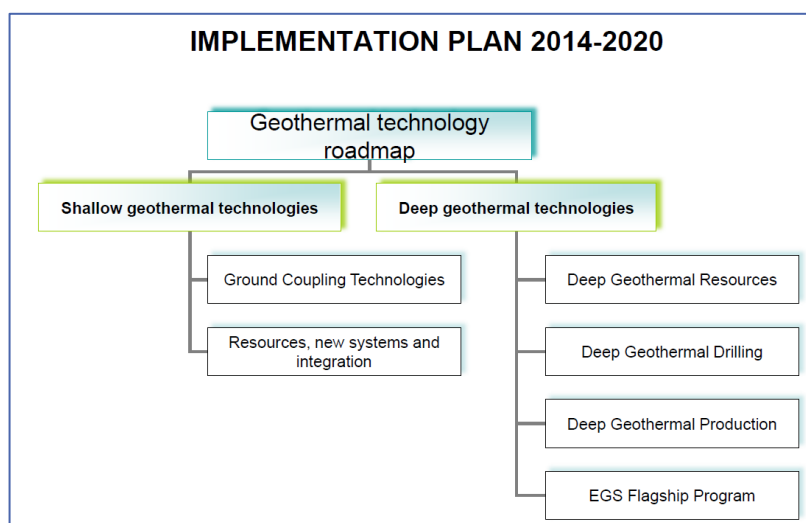 IMPLEMENTATION PLAN 2014-2020
Geothermal technology
roadmap
Shallow geothermal technologies
Deep geothermal technologies
Ground Coupling Technologies
Resources, new systems and
integration
Deep Geothermal Resources
Deep Geothermal Drilling
Deep Geothermal Production
EGS Flagship Program